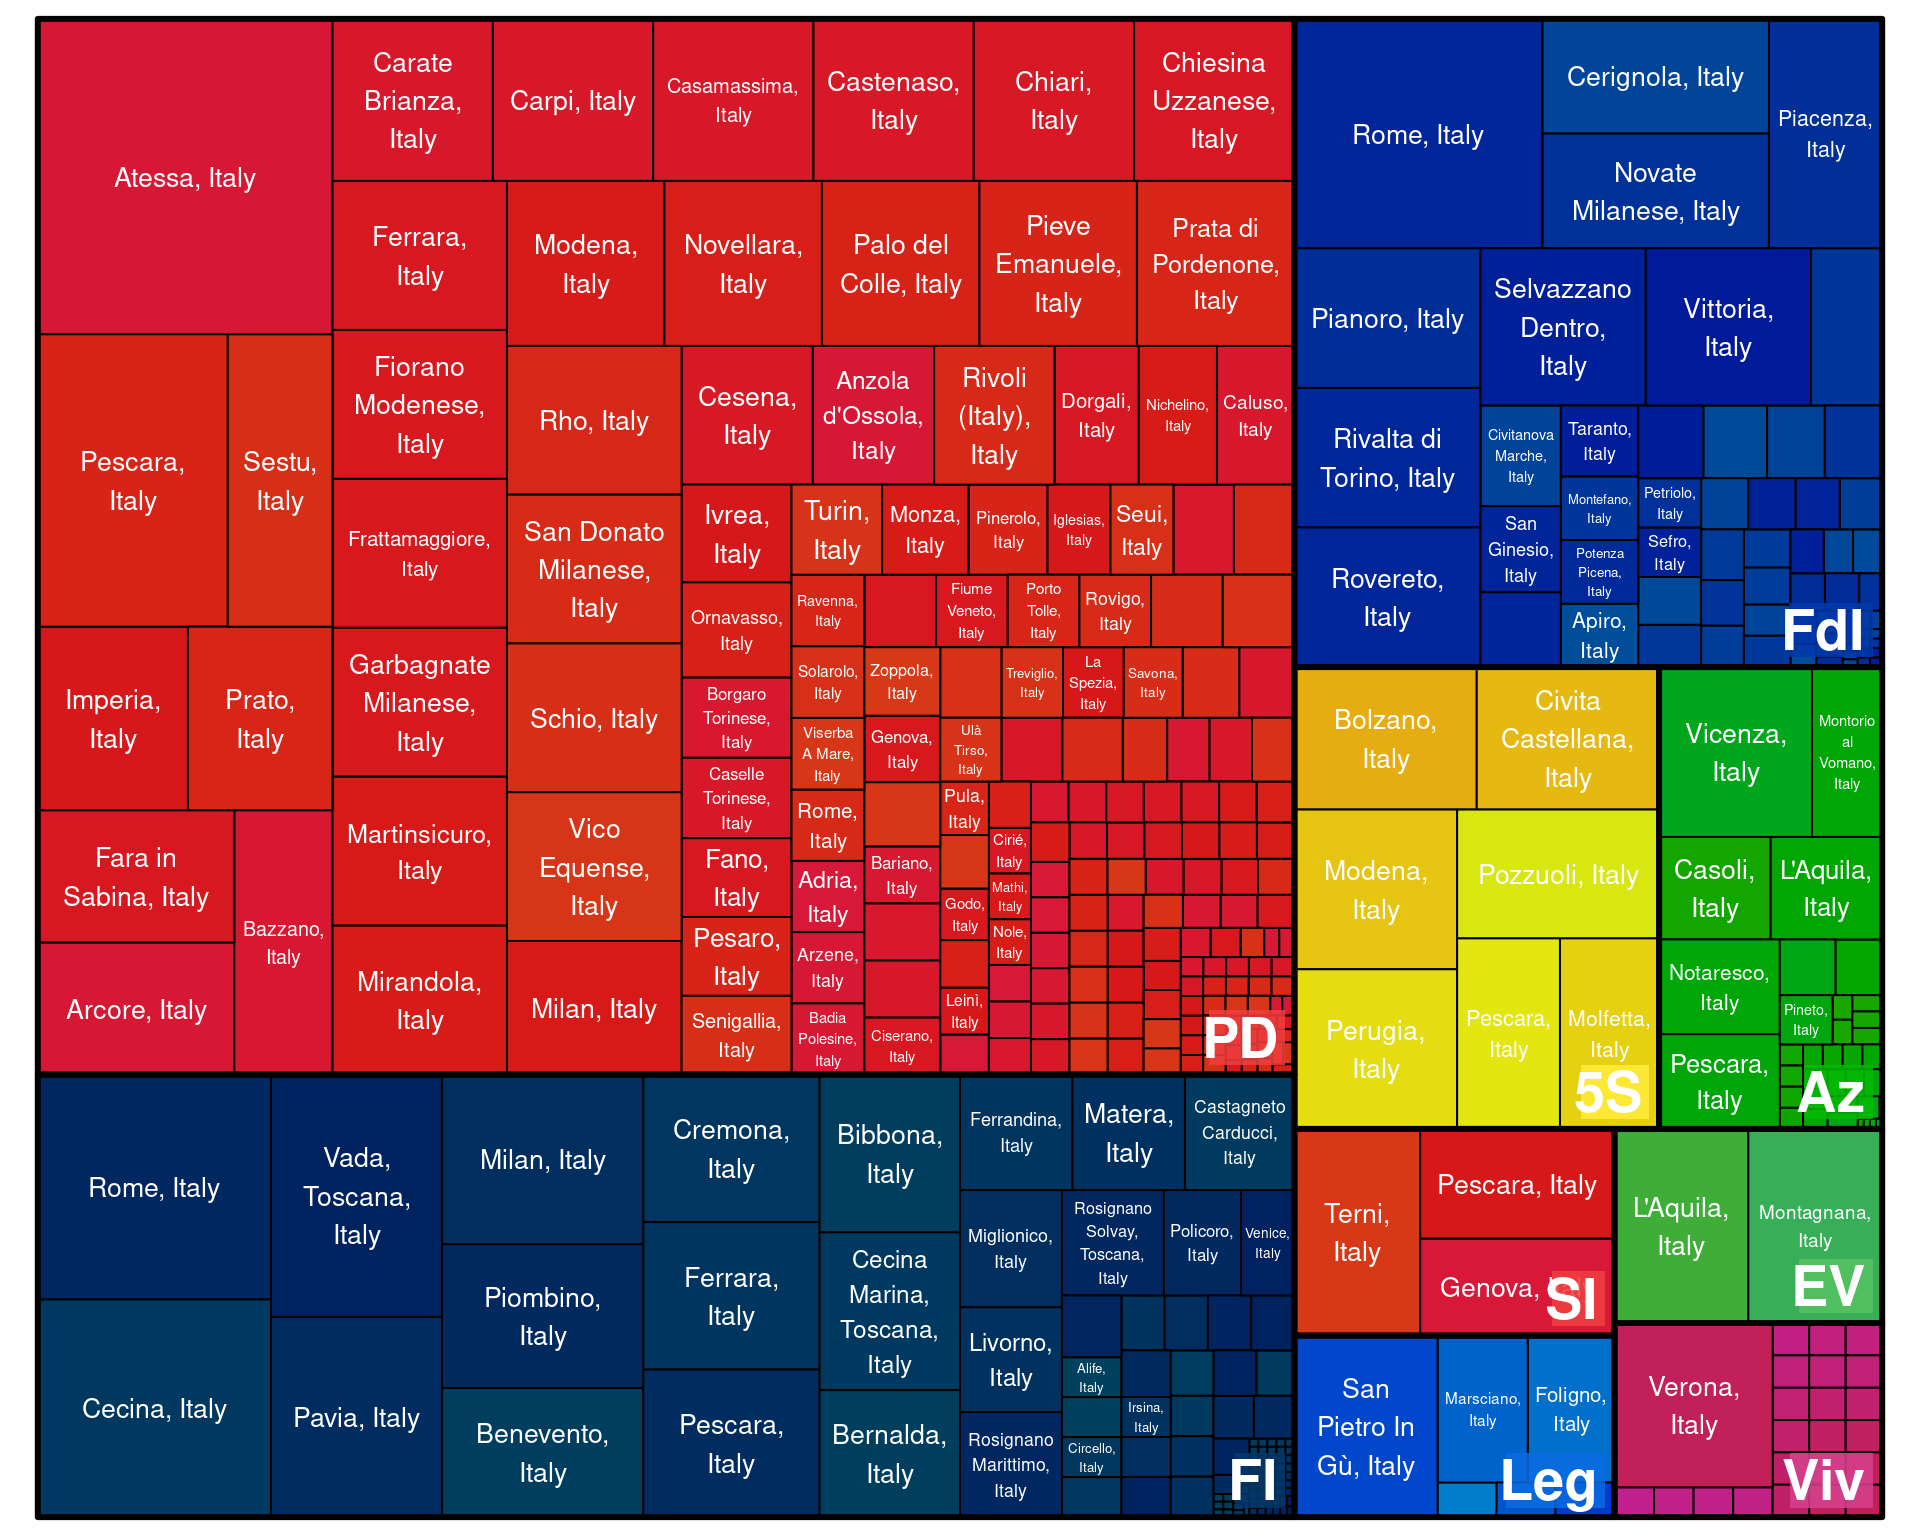 Atessa, Italy
Carate
Brianza,
Italy
Carpi, Italy
Casamassima,
Italy
Castenaso,
Italy
Chiari,
Italy
Chiesina
Uzzanese,
Italy
Pescara,
Italy
Sestu,
Italy
Imperia,
Italy
Prato,
Italy
Fara in
Sabina, Italy
Arcore, Italy
Bazzano,
Italy
Ferrara,
Italy
Fiorano
Modenese,
Italy
Frattamaggiore,
Italy
Garbagnate
Milanese,
Italy
Martinsicuro,
Italy
Mirandola,
Italy
Modena,
Italy
Novellara,
Italy
Palo del
Colle, Italy
Pieve
Emanuele,
Italy
Prata di
Pordenone,
Italy
Rho, Italy
San Donato
Milanese,
Italy
Schio, Italy
Vico
Equense,
Italy
Milan, Italy
Cesena,
Italy
Anzola
d'Ossola,
Italy
Rivoli
(Italy),
Italy
Dorgali,
Italy
Nichelino,
Italy
Caluso,
Italy
Ivrea,
Italy
Ornavasso,
Italy
Borgaro
Torinese,
Italy
Caselle
Torinese,
Italy
Fano,
Italy
Pesaro,
Italy
Senigallia,
Italy
Turin,
Italy
Monza,
Italy
Pinerolo,
Italy
Iglesias,
Italy
Seui,
Italy
Ravenna,
Italy
Fiume
Veneto,
Italy
Porto
Tolle,
Italy
Rovigo,
Italy
Solarolo,
Italy
Zoppola,
Italy
Treviglio,
Italy
La
Spezia,
Italy
Savona,
Italy
Viserba
A Mare,
Italy
Genova,
Italy
Ulà
Tirso,
Italy
Rome,
Italy
Adria,
Italy
Arzene,
Italy
Badia
Polesine,
Italy
Bariano,
Italy
Ciserano,
Italy
Pula,
Italy
Godo,
Italy
Leinì,
Italy
Cirié,
Italy
Mathi,
Italy
Nole,
Italy
PD
Rome, Italy
Cecina, Italy
Vada,
Toscana,
Italy
Pavia, Italy
Milan, Italy
Piombino,
Italy
Benevento,
Italy
Cremona,
Italy
Ferrara,
Italy
Pescara,
Italy
Bibbona,
Italy
Cecina
Marina,
Toscana,
Italy
Bernalda,
Italy
Ferrandina,
Italy
Matera,
Italy
Castagneto
Carducci,
Italy
Miglionico,
Italy
Livorno,
Italy
Rosignano
Marittimo,
Italy
Rosignano
Solvay,
Toscana,
Italy
Policoro,
Italy
Venice,
Italy
Alife,
Italy
Irsina,
Italy
Circello,
Italy
FI
Rome, Italy
Cerignola, Italy
Novate
Milanese, Italy
Piacenza,
Italy
Pianoro, Italy
Rivalta di
Torino, Italy
Rovereto,
Italy
Selvazzano
Dentro,
Italy
Vittoria,
Italy
Civitanova
Marche,
Italy
San
Ginesio,
Italy
Taranto,
Italy
Montefano,
Italy
Potenza
Picena,
Italy
Apiro,
Italy
Petriolo,
Italy
Sefro,
Italy
FdI
Bolzano,
Italy
Civita
Castellana,
Italy
Modena,
Italy
Perugia,
Italy
Pozzuoli, Italy
Pescara,
Italy
Molfetta,
Italy
5S
Vicenza,
Italy
Montorio
al
Vomano,
Italy
Casoli,
Italy
L'Aquila,
Italy
Notaresco,
Italy
Pescara,
Italy
Pineto,
Italy
Az
Terni,
Italy
Pescara, Italy
Genova,
SI
L'Aquila,
Italy
Montagnana,
Italy
EV
San
Pietro In
Gù, Italy
Marsciano,
Italy
Foligno,
Italy
Leg
Verona,
Italy
Viv